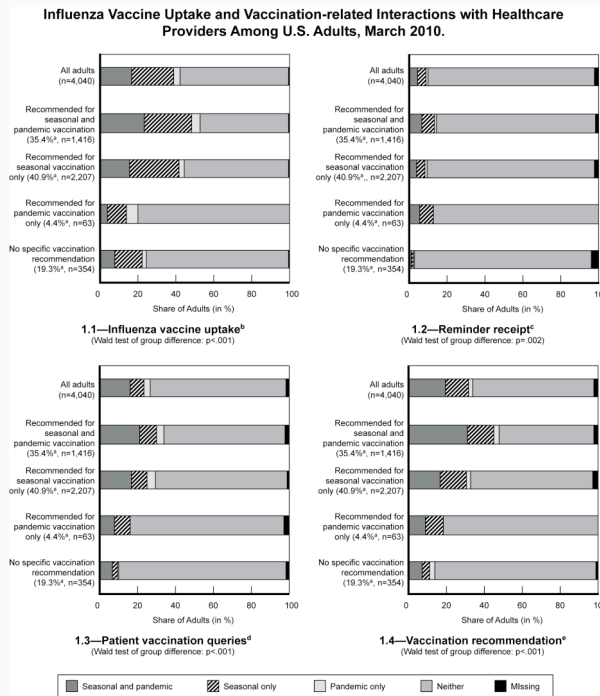 Influenza Vaccine Uptake and Vaccination-related Interactions with Healthcare
Providers Among U.S. Adults, March 2010.
All adults
(n=4,040)
Recommended for
seasonal and
pandemic vaccination
(35.4%ª, n=1,416)
Recommended for
seasonal vaccination
only (40.9%ª, n=2,207)
Recommended for
pandemic vaccination
only (4.4%ª, n=63)
No specific vaccination
recommendation
(19.3%ª, n=354)
0 20 40 60 80 100
Share of Adults (in %)
1.1—Influenza vaccine uptakeᵇ
(Wald test of group difference: p<.001)
All adults
(n=4,040)
Recommended for
seasonal and
pandemic vaccination
(35.4%ª, n=1,416)
Recommended for
seasonal vaccination
only (40.9%ª,, n=2,207)
Recommended for
pandemic vaccination
only (4.4%ª, n=63)
No specific vaccination
recommendation
(19.3%ª, n=354)
0 20 40 60 80 100
Share of Adults (in %)
1.2—Reminder receiptᶜ
(Wald test of group difference: p=.002)
All adults
(n=4,040)
Recommended for
seasonal and
pandemic vaccination
(35.4%ª, n=1,416)
Recommended for
seasonal vaccination
only (40.9%ª, n=2,207)
Recommended for
pandemic vaccination
only (4.4%ª, n=63)
No specific vaccination
recommendation
(19.3%ª, n=354)
0 20 40 60 80 100
Share of Adults (in %)
1.3—Patient vaccination queriesᵈ
(Wald test of group difference: p<.001)
All adults
(n=4,040)
Recommended for
seasonal and
pandemic vaccination
(35.4%ª, n=1,416)
Recommended for
seasonal vaccination
only (40.9%ª, n=2,207)
Recommended for
pandemic vaccination
only (4.4%ª, n=63)
No specific vaccination
recommendation
(19.3%ª, n=354)
0 20 40 60 80 100
Share of Adults (in %)
1.4—Vaccination recommendationᵉ
(Wald test of group difference: p<.001)
Seasonal and pandemic Seasonal only Pandemic only Neither MIssing